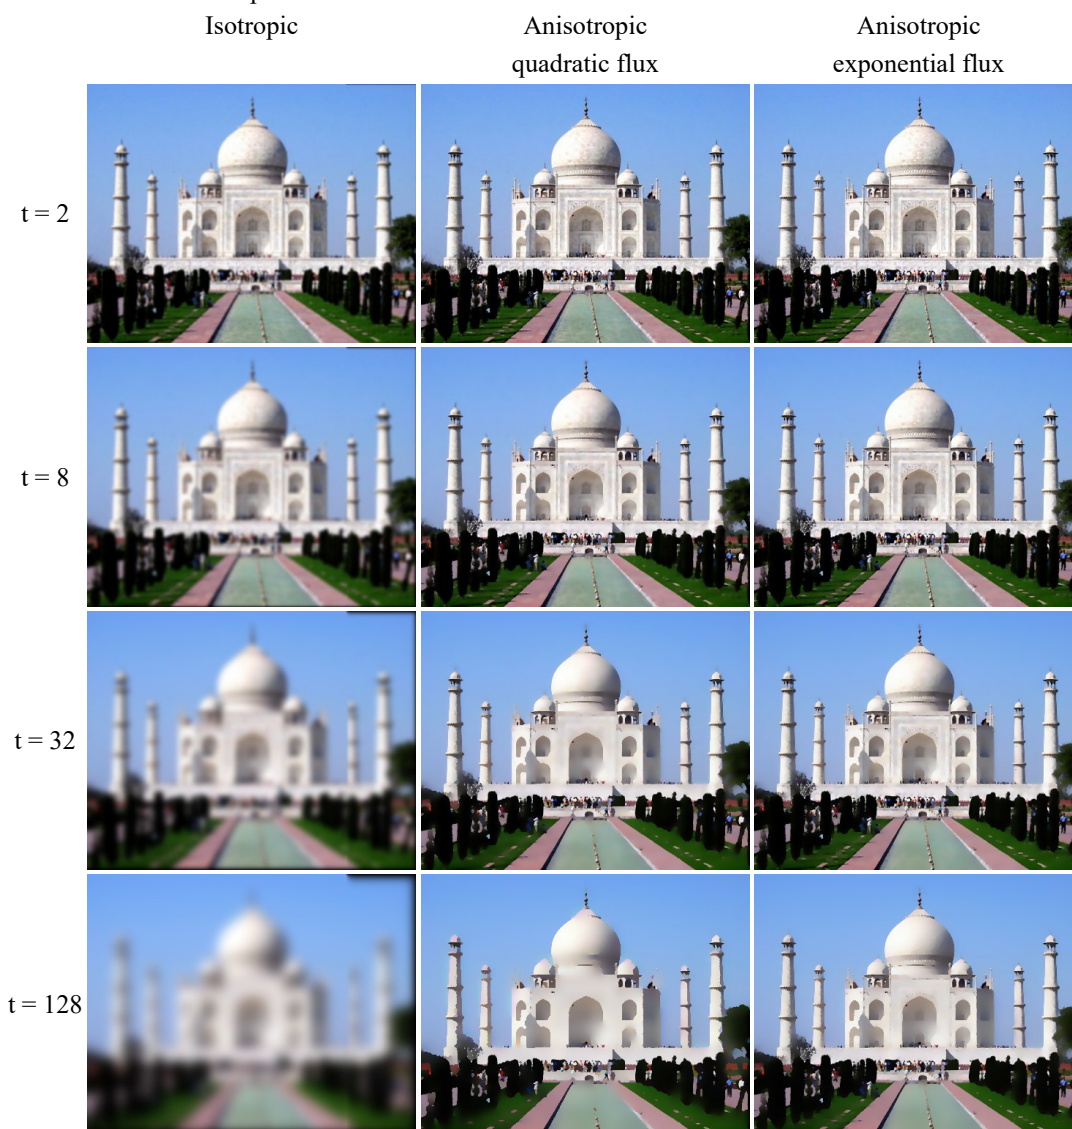 Isotropic
Anisotropic
quadratic flux
Anisotropic
exponential flux
t = 2
t = 8
t = 32
t = 128